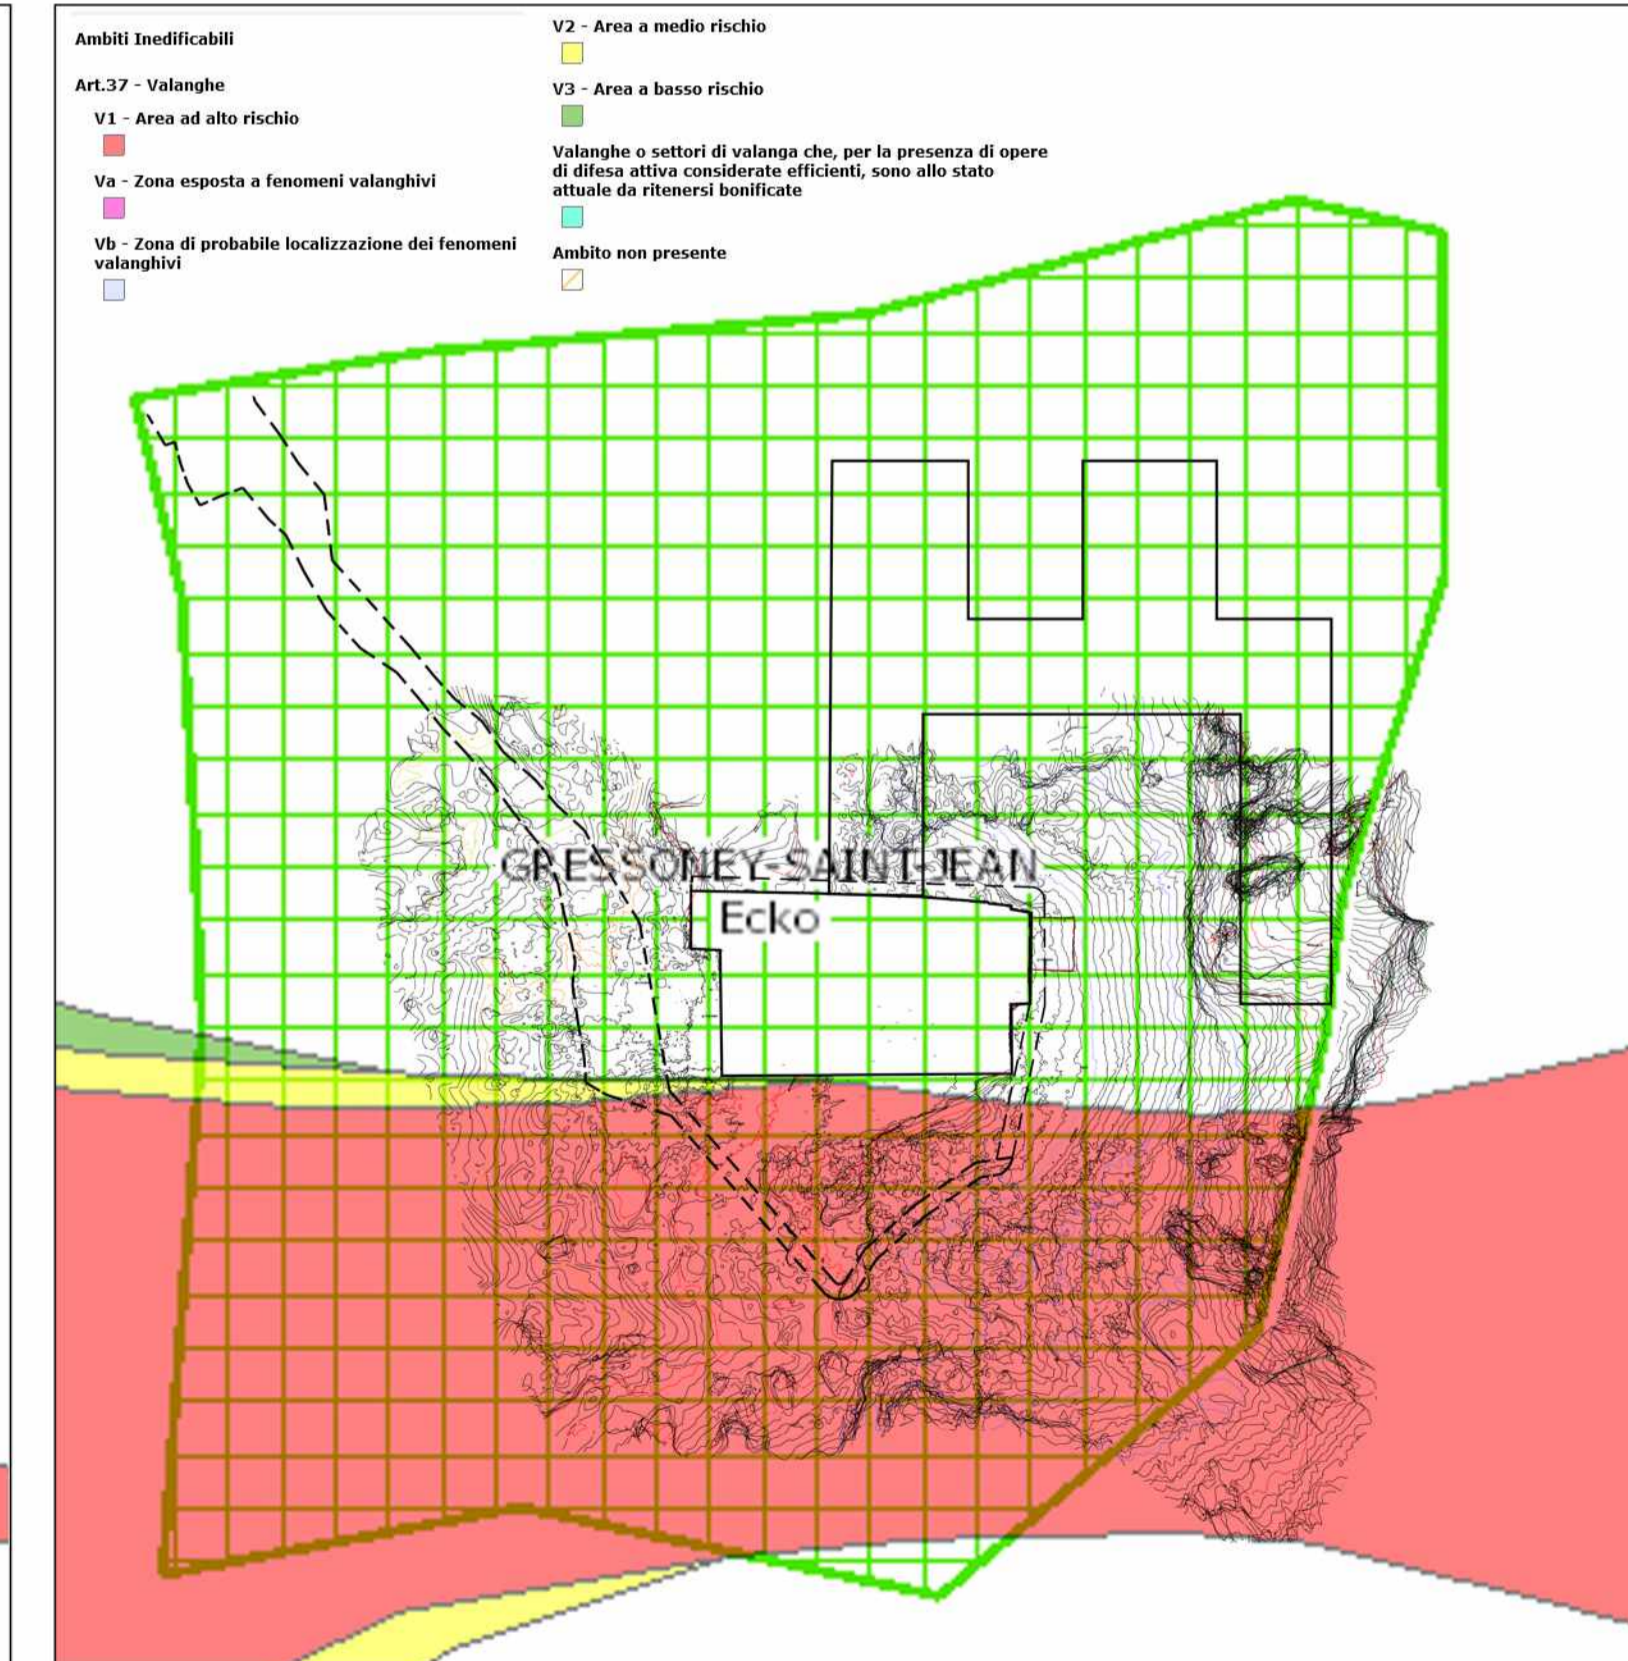 Ambiti Inedificabili
Art.37 - Valanghe
V1 - Area ad alto rischio
Va - Zona esposta a fenomeni valanghivi
Vb - Zona di probabile localizzazione dei fenomeni
valanghivi
V2 - Area a medio rischio
V3 - Area a basso rischio
Valanghe o settori di valanga che, per la presenza di opere
di difesa attiva considerate efficienti, sono allo stato
attuale da ritenersi bonificate
Ambito non presente
GRESSONEY-SAINT-JEAN
Ecko